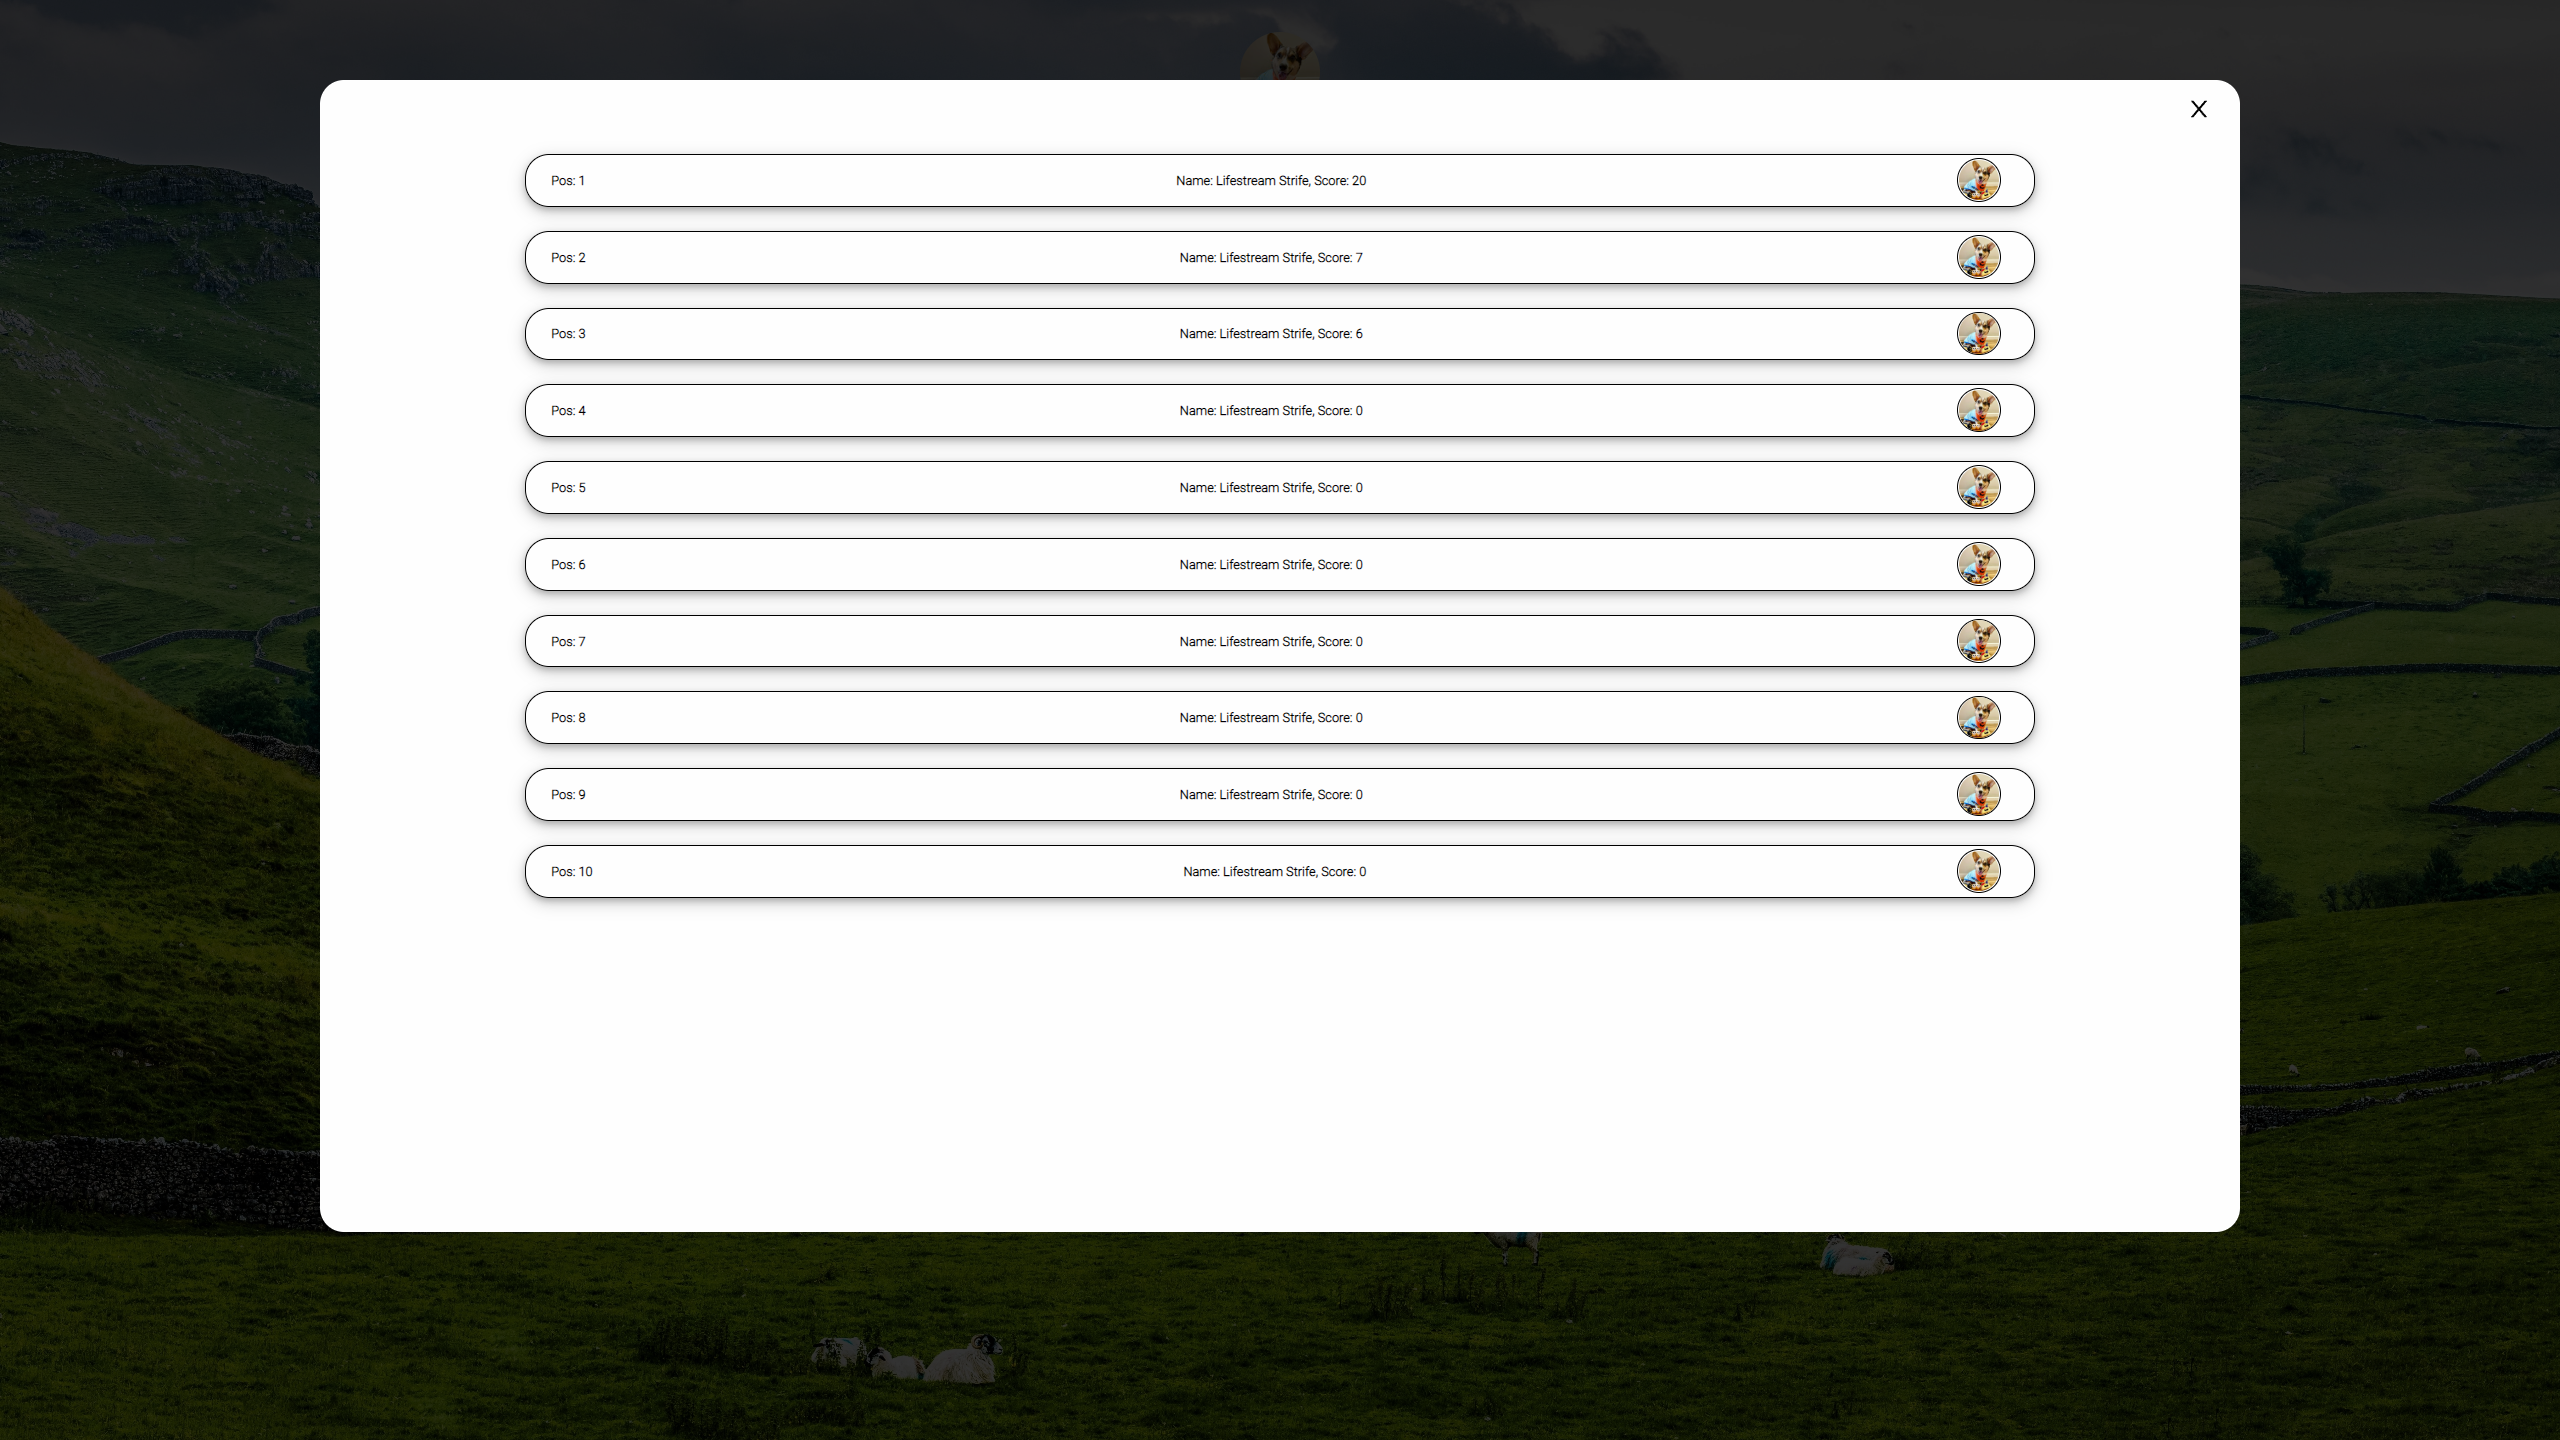 X
Pos: 1 Name: Lifestream Strife, Score: 20
Pos: 2 Name: Lifestream Strife, Score: 7
Pos: 3 Name: Lifestream Strife, Score: 6
Pos: 4 Name: Lifestream Strife, Score: 0
Pos: 5 Name: Lifestream Strife, Score: 0
Pos: 6 Name: Lifestream Strife, Score: 0
Pos: 7 Name: Lifestream Strife, Score: 0
Pos: 8 Name: Lifestream Strife, Score: 0
Pos: 9 Name: Lifestream Strife, Score: 0
Pos: 10 Name: Lifestream Strife, Score: 0